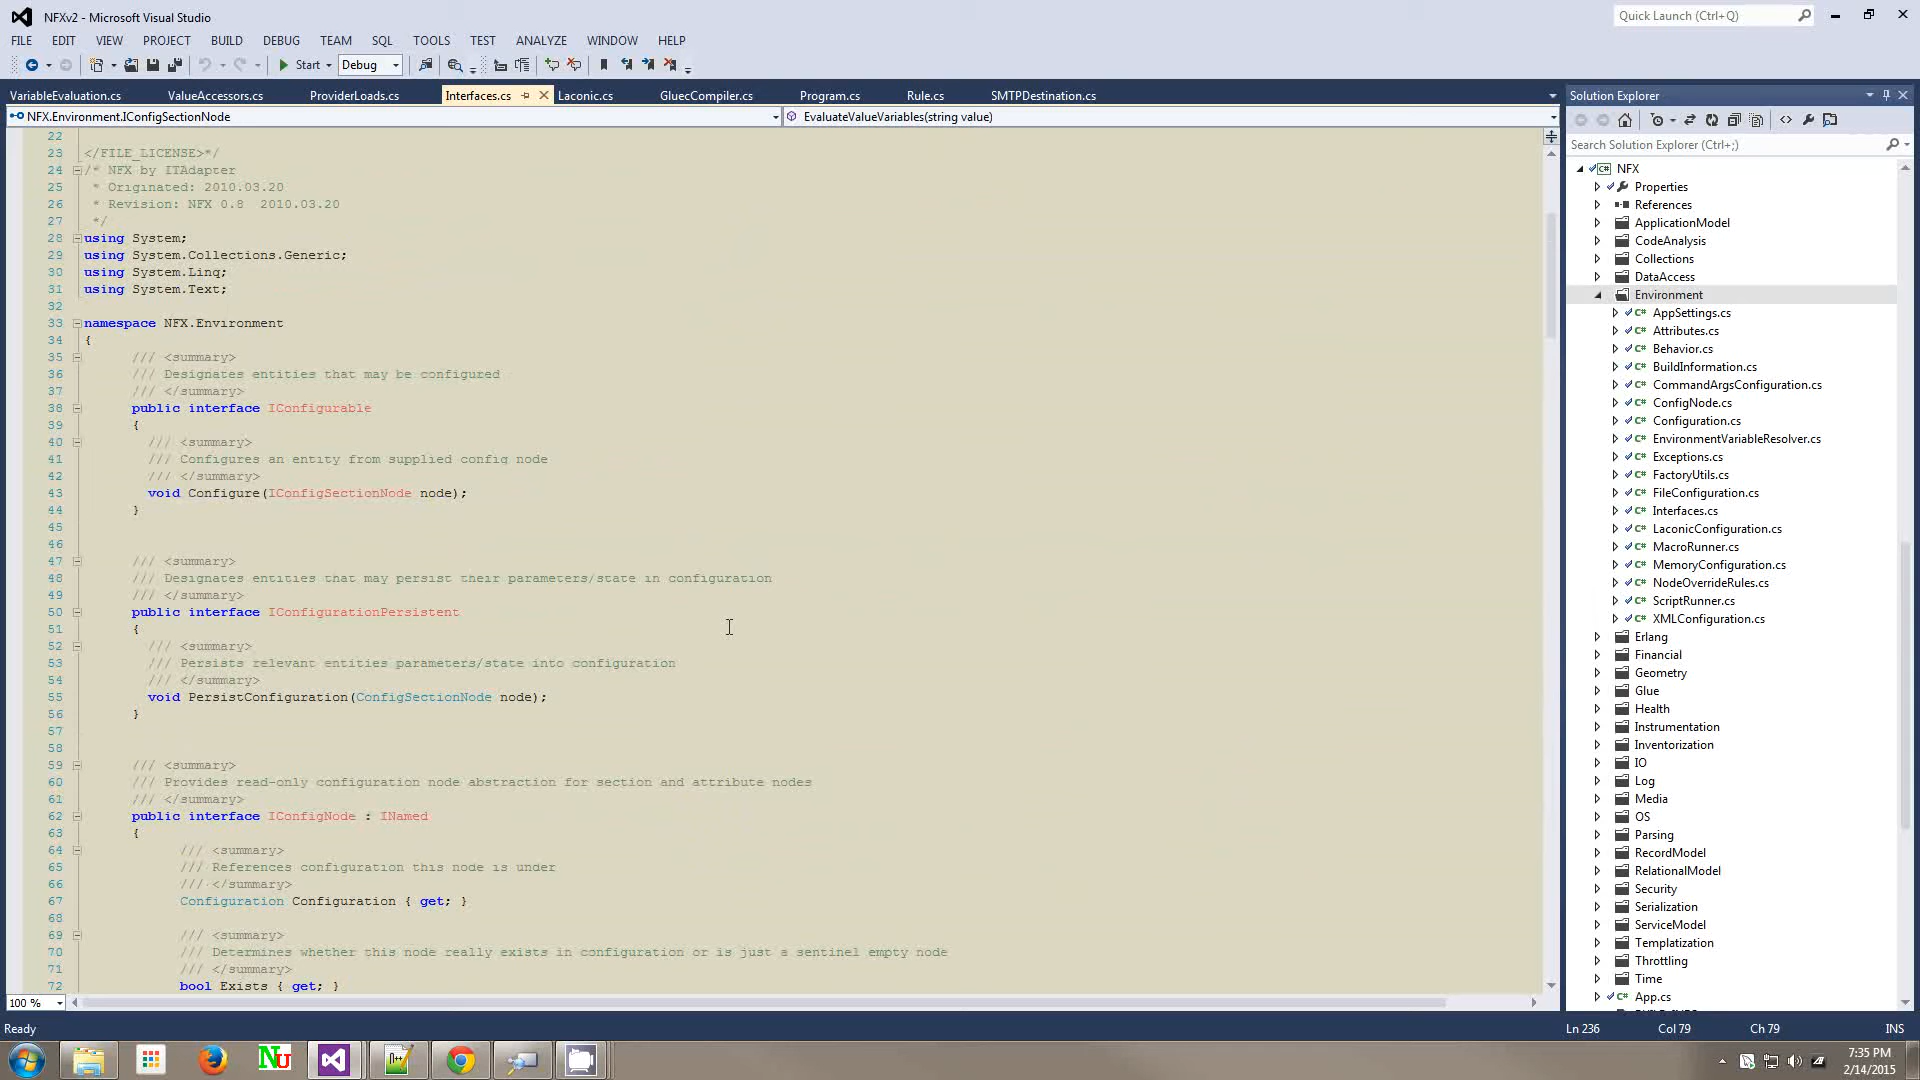 NFXv2 - Microsoft Visual Studio
Quick Launch (Ctrl+Q)
FILE EDIT VIEW PROJECT BUILD DEBUG TEAM SQL TOOLS TEST ANALYZE WINDOW HELP
Start Debug
VariableEvaluation.cs ValueAccessors.cs ProviderLoads.cs Interfaces.cs Laconic.cs GluecCompiler.cs Program.cs Rule.cs SMTPDestination.cs
NFX.Environment.IConfigSectionNode EvaluateValueVariables(string value)
22
23 </FILE_LICENSE>*/
24 /* NFX by ITAdapter
25 * Originated: 2010.03.20
26 * Revision: NFX 0.8 2010.03.20
27 */
28 using System;
29 using System.Collections.Generic;
30 using System.Linq;
31 using System.Text;
32
33 namespace NFX.Environment
34 {
35 /// <summary>
36 /// Designates entities that may be configured
37 /// </summary>
38 public interface IConfigurable
39 {
40 /// <summary>
41 /// Configures an entity from supplied config node
42 /// </summary>
43 void Configure(IConfigSectionNode node);
44 }
45
46
47 /// <summary>
48 /// Designates entities that may persist their parameters/state in configuration
49 /// </summary>
50 public interface IConfigurationPersistent
51 {
52 /// <summary>
53 /// Persists relevant entities parameters/state into configuration
54 /// </summary>
55 void PersistConfiguration(ConfigSectionNode node);
56 }
57
58
59 /// <summary>
60 /// Provides read-only configuration node abstraction for section and attribute nodes
61 /// </summary>
62 public interface IConfigNode : INamed
63 {
64 /// <summary>
65 /// References configuration this node is under
66 /// </summary>
67 Configuration Configuration { get; }
68
69 /// <summary>
70 /// Determines whether this node really exists in configuration or is just a sentinel empty node
71 /// </summary>
72 bool Exists { get; }
100 %
Solution Explorer
Search Solution Explorer (Ctrl+;)
C# NFX
Properties
References
ApplicationModel
CodeAnalysis
Collections
DataAccess
Environment
C# AppSettings.cs
C# Attributes.cs
C# Behavior.cs
C# BuildInformation.cs
C# CommandArgsConfiguration.cs
C# ConfigNode.cs
C# Configuration.cs
C# EnvironmentVariableResolver.cs
C# Exceptions.cs
C# FactoryUtils.cs
C# FileConfiguration.cs
C# Interfaces.cs
C# LaconicConfiguration.cs
C# MacroRunner.cs
C# MemoryConfiguration.cs
C# NodeOverrideRules.cs
C# ScriptRunner.cs
C# XMLConfiguration.cs
Erlang
Financial
Geometry
Glue
Health
Instrumentation
Inventorization
IO
Log
Media
OS
Parsing
RecordModel
RelationalModel
Security
Serialization
ServiceModel
Templatization
Throttling
Time
C# App.cs
Ready Ln 236 Col 79 Ch 79 INS
Nu n++
7:35 PM
2/14/2015